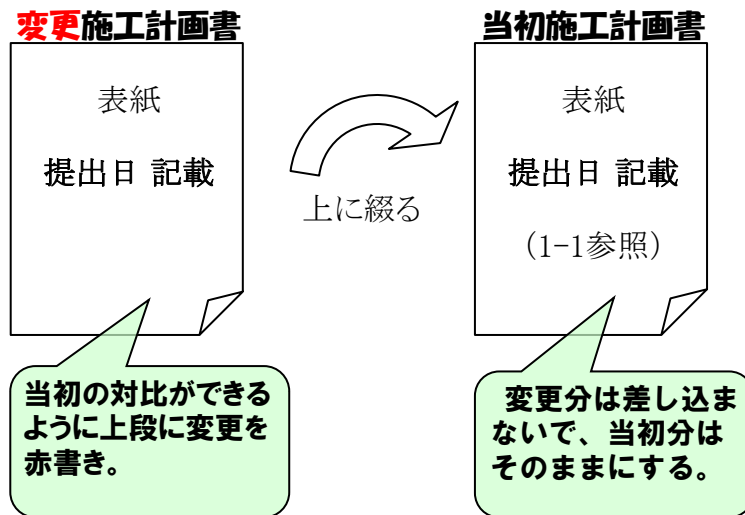 変更施工計画書
表紙
提出日 記載
上に綴る
当初施工計画書
表紙
提出日 記載
(1-1参照)
当初の対比ができる
ように上段に変更を
赤書き。
変更分は差し込ま
ないで、当初分は
そのままにする。